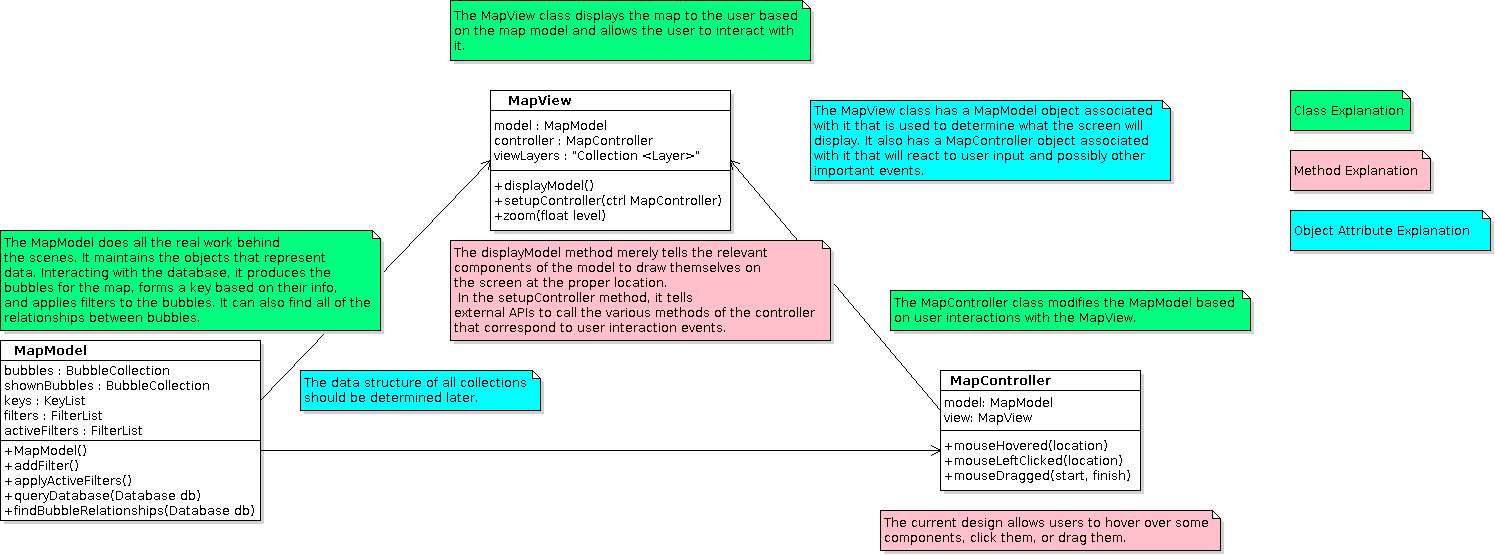 The MapView class displays the map to the user based
on the map model and allows the user to interact with
it.
MapView
model : MapModel
controller : MapController
viewLayers : "Collection <Layer>"
+displayModel()
+setupController(ctrl MapController)
+zoom(float level)
The MapView class has a MapModel object associated
with it that is used to determine what the screen will
display. It also has a MapController object associated
with it that will react to user input and possibly other
important events.
Class Explanation
Method Explanation
Object Attribute Explanation
The MapModel does all the real work behind
the scenes. It maintains the objects that represent
data. Interacting with the database, it produces the
bubbles for the map, forms a key based on their info,
and applies filters to the bubbles. It can also find all of the
relationships between bubbles.
The displayModel method merely tells the relevant
components of the model to draw themselves on
the screen at the proper location.
In the setupController method, it tells
external APIs to call the various methods of the controller
that correspond to user interaction events.
The MapController class modifies the MapModel based
on user interactions with the MapView.
MapModel
bubbles : BubbleCollection
shownBubbles : BubbleCollection
keys : KeyList
filters : FilterList
activeFilters : FilterList
+MapModel()
+addFilter()
+applyActiveFilters()
+queryDatabase(Database db)
+findBubbleRelationships(Database db)
The data structure of all collections
should be determined later.
MapController
model: MapModel
view: MapView
+mouseHovered(location)
+mouseLeftClicked(location)
+mouseDragged(start, finish)
The current design allows users to hover over some
components, click them, or drag them.